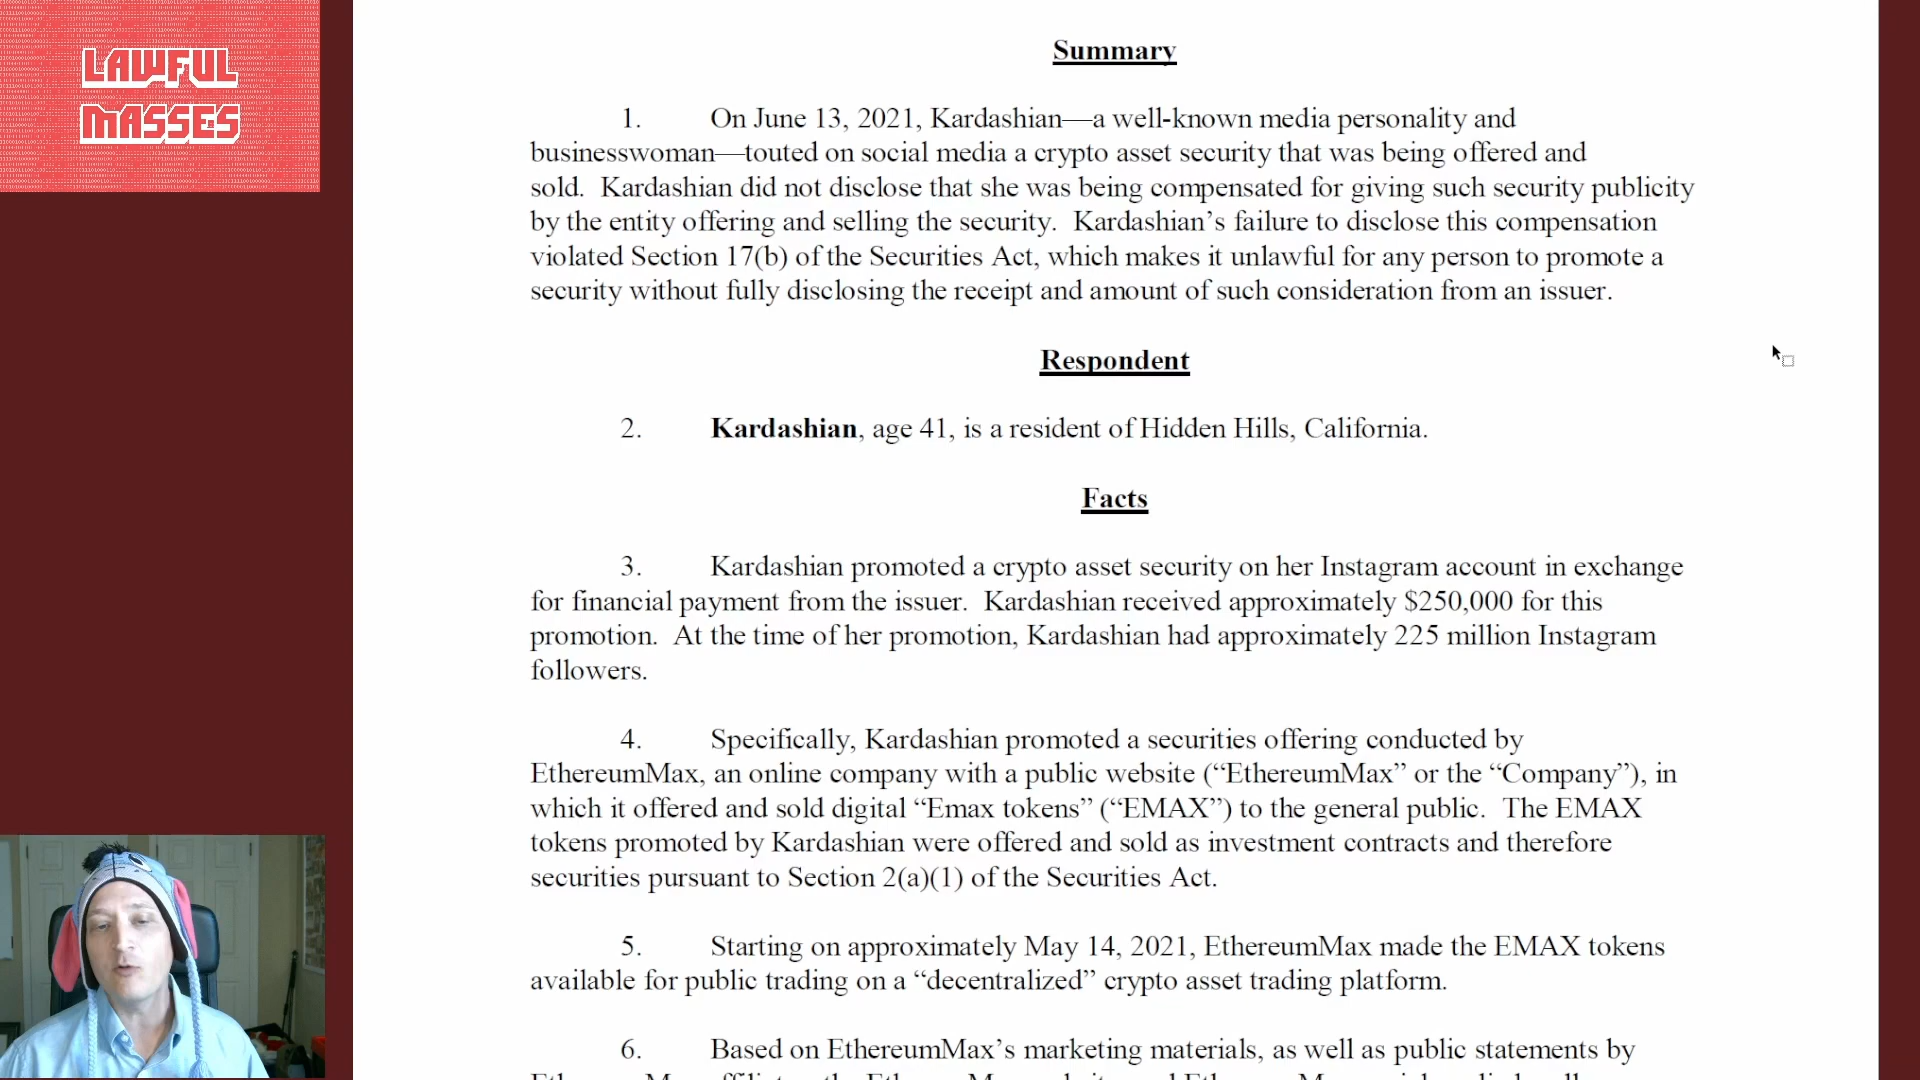 LAWFUL
MASSES
Summary
1. On June 13, 2021, Kardashian—a well-known media personality and
businesswoman—touted on social media a crypto asset security that was being offered and
sold. Kardashian did not disclose that she was being compensated for giving such security publicity
by the entity offering and selling the security. Kardashian’s failure to disclose this compensation
violated Section 17(b) of the Securities Act, which makes it unlawful for any person to promote a
security without fully disclosing the receipt and amount of such consideration from an issuer.
Respondent
2. Kardashian, age 41, is a resident of Hidden Hills, California.
Facts
3. Kardashian promoted a crypto asset security on her Instagram account in exchange
for financial payment from the issuer. Kardashian received approximately $250,000 for this
promotion. At the time of her promotion, Kardashian had approximately 225 million Instagram
followers.
4. Specifically, Kardashian promoted a securities offering conducted by
EthereumMax, an online company with a public website (“EthereumMax” or the “Company”), in
which it offered and sold digital “Emax tokens” (“EMAX”) to the general public. The EMAX
tokens promoted by Kardashian were offered and sold as investment contracts and therefore
securities pursuant to Section 2(a)(1) of the Securities Act.
5. Starting on approximately May 14, 2021, EthereumMax made the EMAX tokens
available for public trading on a “decentralized” crypto asset trading platform.
6. Based on EthereumMax’s marketing materials, as well as public statements by